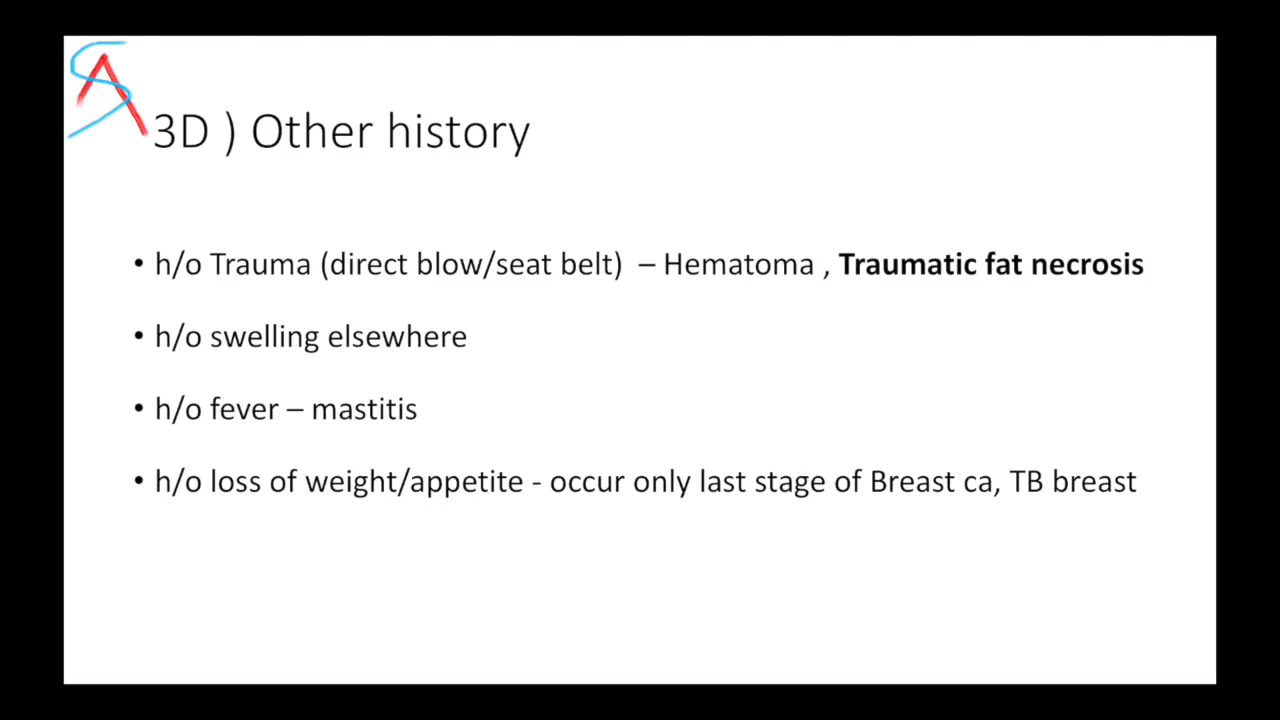 3D ) Other history
• h/o Trauma (direct blow/seat belt) – Hematoma , Traumatic fat necrosis
• h/o swelling elsewhere
• h/o fever – mastitis
• h/o loss of weight/appetite - occur only last stage of Breast ca, TB breast